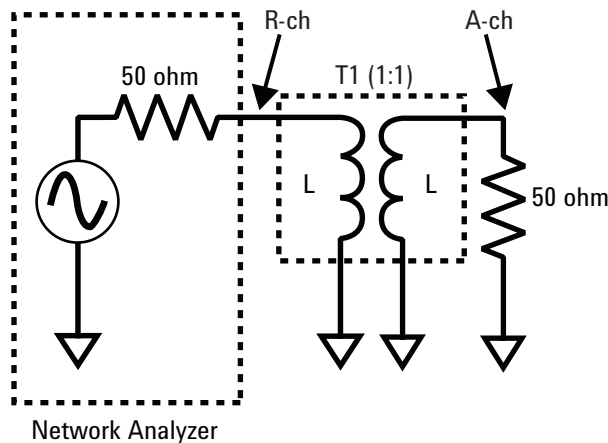 R-ch
A-ch
50 ohm
T1 (1:1)
L
L
50 ohm
Network Analyzer